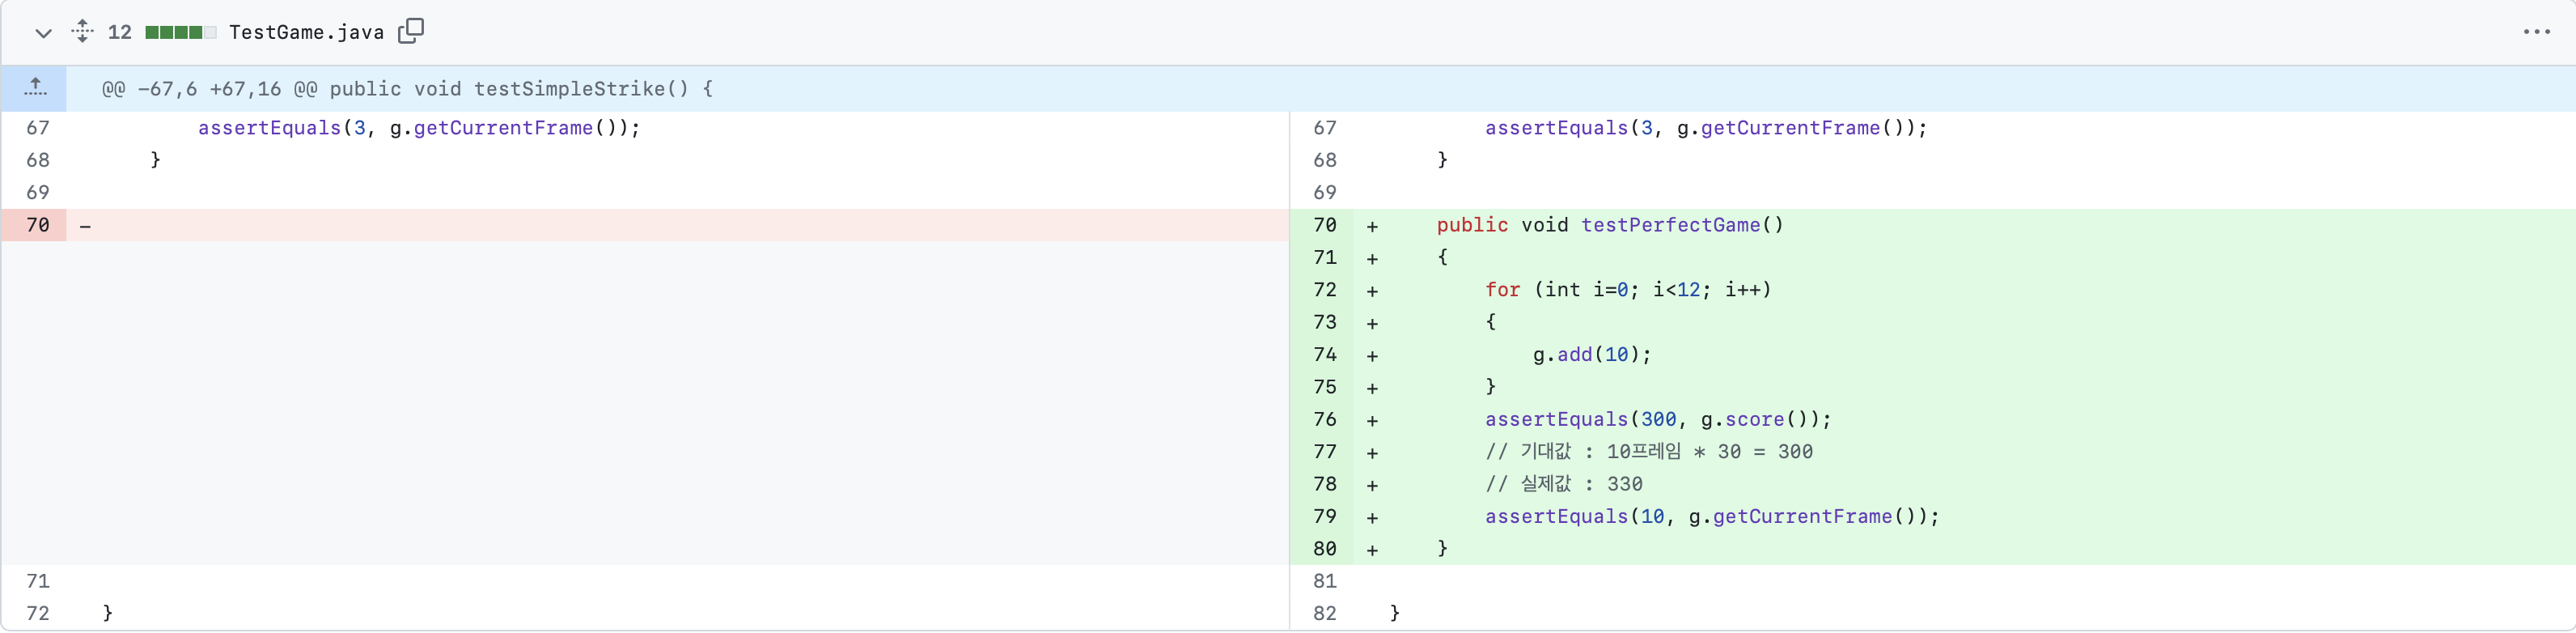 12 TestGame.java
@@ -67,6 +67,16 @@ public void testSimpleStrike() {
67         assertEquals(3, g.getCurrentFrame());
68     }
69
70 -
71
72 }
67         assertEquals(3, g.getCurrentFrame());
68     }
69
70 +     public void testPerfectGame()
71 +     {
72 +         for (int i=0; i<12; i++)
73 +         {
74 +             g.add(10);
75 +         }
76 +         assertEquals(300, g.score());
77 +         // 기대값 : 10프레임 * 30 = 300
78 +         // 실제값 : 330
79 +         assertEquals(10, g.getCurrentFrame());
80 +     }
81
82 }